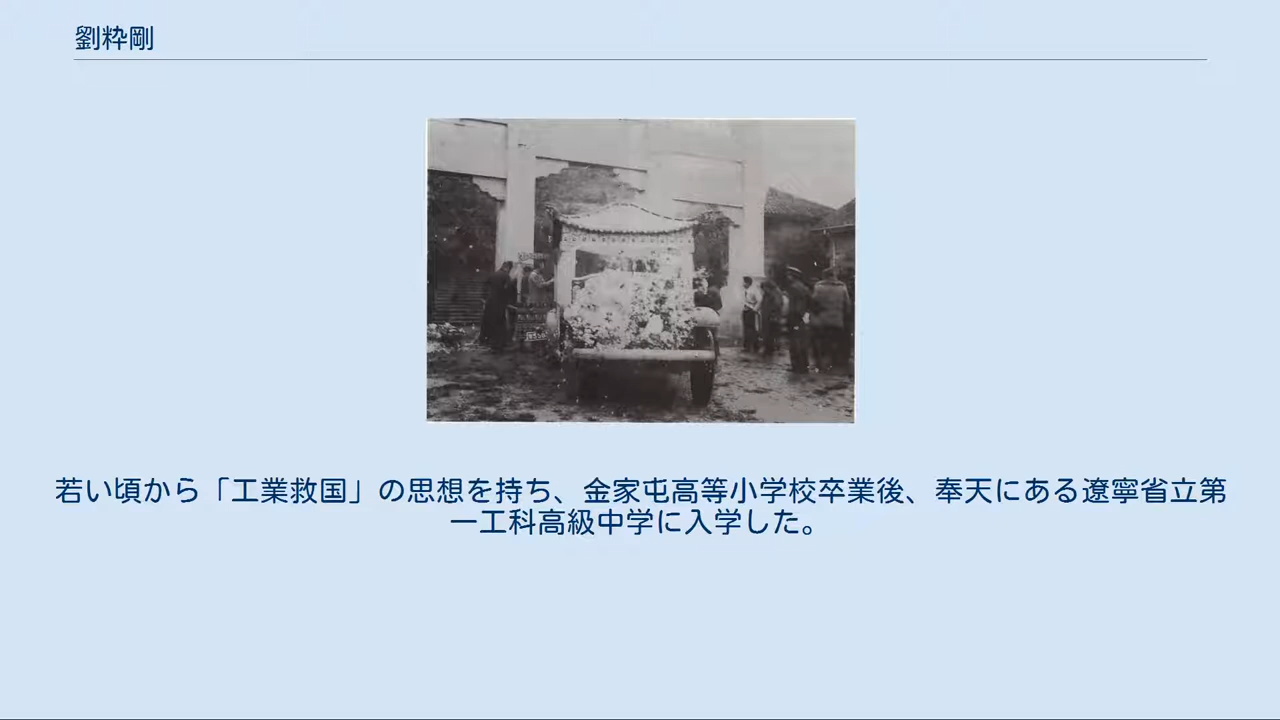 劉粋剛
若い頃から「工業救国」の思想を持ち、金家屯高等小学校卒業後、奉天にある遼寧省立第
一工科高級中学に入学した。